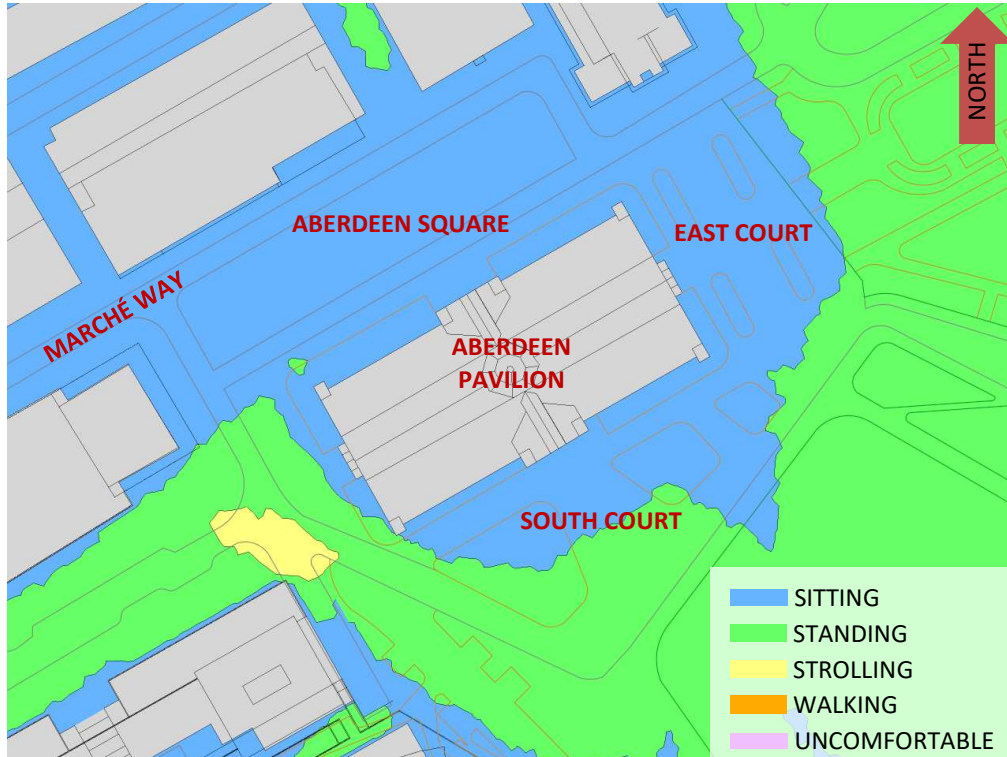 NORTH
ABERDEEN SQUARE
EAST COURT
MARCHÉ WAY
ABERDEEN
PAVILION
SOUTH COURT
SITTING
STANDING
STROLLING
WALKING
UNCOMFORTABLE